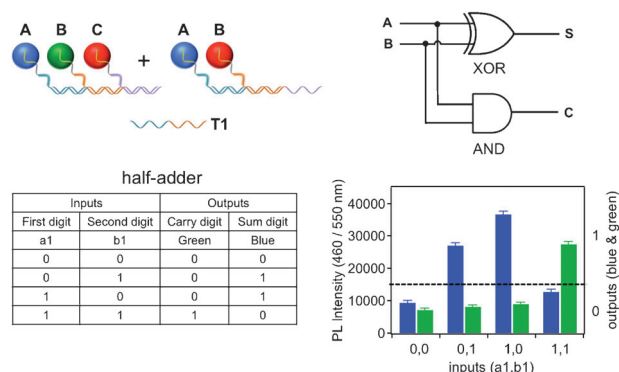 A B C
+
A B
T1
A
B
S
XOR
C
AND
half-adder
Inputs Outputs
First digit Second digit Carry digit Sum digit
a1 b1 Green Blue
0 0 0 0
0 1 0 1
1 0 0 1
1 1 1 0
PL Intensity (460 / 550 nm)
40000
30000
20000
10000
0
0,0 0,1 1,0 1,1
inputs (a1.b1)
1
0
outputs (blue & green)